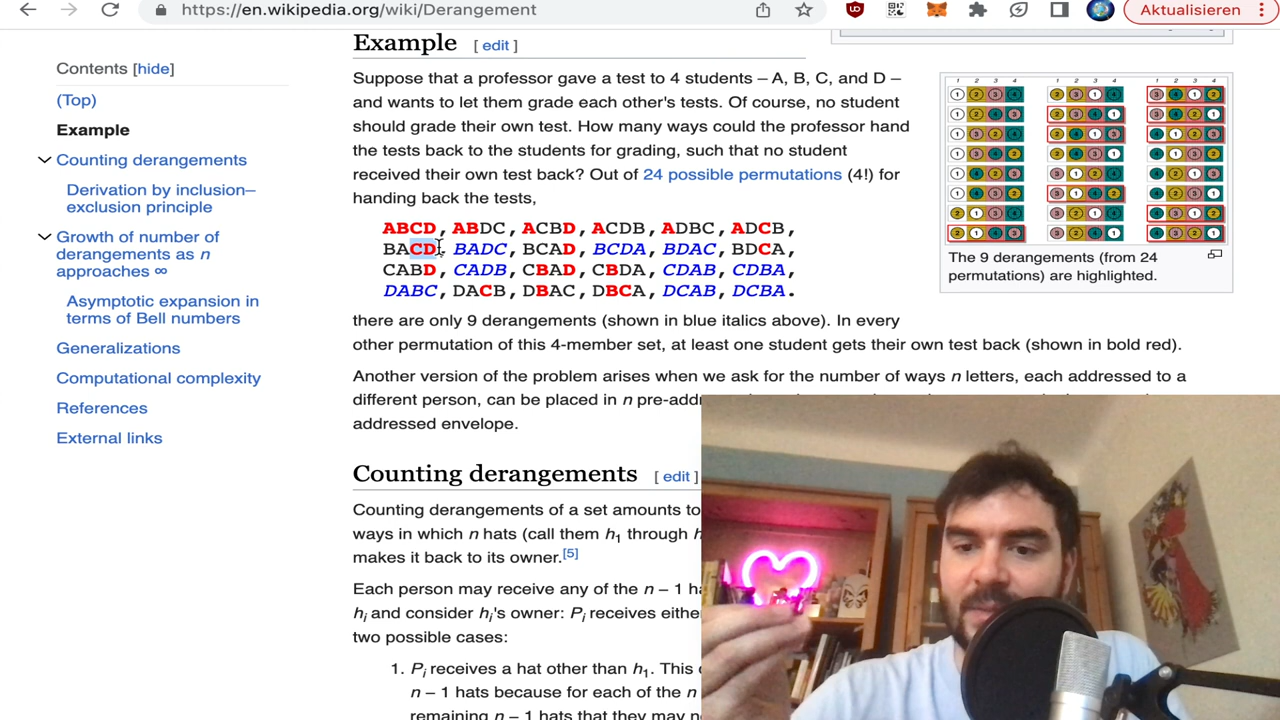 https://en.wikipedia.org/wiki/Derangement
Aktualisieren
Contents [hide]
(Top)
Example
Counting derangements
Derivation by inclusion–
exclusion principle
Growth of number of
derangements as n
approaches ∞
Asymptotic expansion in
terms of Bell numbers
Generalizations
Computational complexity
References
External links
Example [ edit ]
Suppose that a professor gave a test to 4 students – A, B, C, and D –
and wants to let them grade each other's tests. Of course, no student
should grade their own test. How many ways could the professor hand
the tests back to the students for grading, such that no student
received their own test back? Out of 24 possible permutations (4!) for
handing back the tests,
ABCD, ABDC, ACBD, ACDB, ADBC, ADCB,
BACD, BADC, BCAD, BCDA, BDAC, BDCA,
CABD, CADB, CBAD, CBDA, CDAB, CDBA,
DABC, DACB, DBAC, DBCA, DCAB, DCBA.
there are only 9 derangements (shown in blue italics above). In every
other permutation of this 4-member set, at least one student gets their own test back (shown in bold red).
Another version of the problem arises when we ask for the number of ways n letters, each addressed to a
different person, can be placed in n
addressed envelope.
Counting derangements [ edit ]
Counting derangements of a set amounts to
ways in which n hats (call them h1 through
makes it back to its owner.[5]
Each person may receive any of the n − 1
hi and consider hi's owner: Pi receives
two possible cases:
1. Pi receives a hat other than h1. This
n − 1 hats because for each of the n
remaining n − 1 hats that they may
The 9 derangements (from 24
permutations) are highlighted.